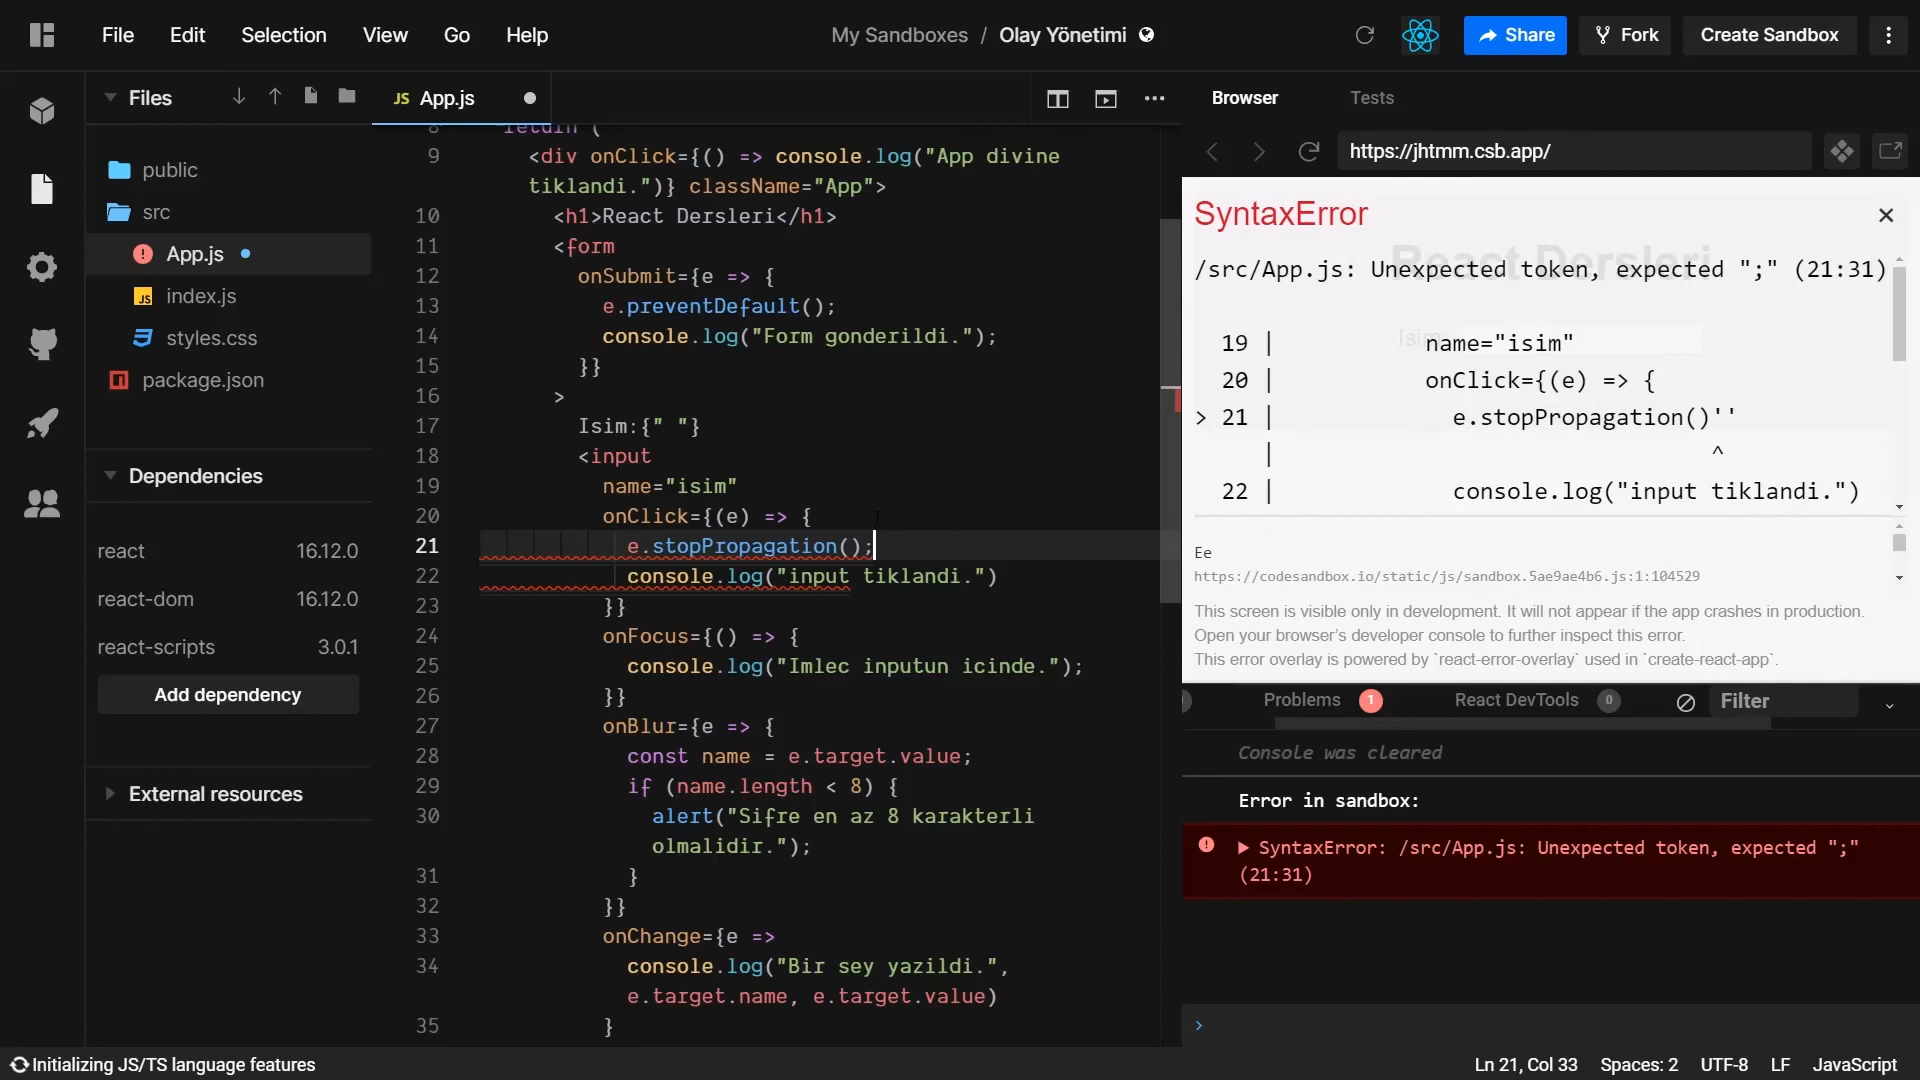 File Edit Selection View Go Help
My Sandboxes / Olay Yönetimi
Share
Fork
Create Sandbox
Files
JS App.js
Browser
Tests
https://jhtmm.csb.app/
public
src
App.js
JS index.js
styles.css
package.json
Dependencies
react 16.12.0
react-dom 16.12.0
react-scripts 3.0.1
Add dependency
External resources
8 return (
9 <div onClick={() => console.log("App divine
tiklandi.")} className="App">
10 <h1>React Dersleri</h1>
11 <form
12 onSubmit={e => {
13 e.preventDefault();
14 console.log("Form gonderildi.");
15 }}
16 >
17 Isim:{" "}
18 <input
19 name="isim"
20 onClick={(e) => {
21 e.stopPropagation();
22 console.log("input tiklandi.")
23 }}
24 onFocus={() => {
25 console.log("Imlec inputun icinde.");
26 }}
27 onBlur={e => {
28 const name = e.target.value;
29 if (name.length < 8) {
30 alert("Sifre en az 8 karakterli
olmalidir.");
31 }
32 }}
33 onChange={e =>
34 console.log("Bir sey yazildi.",
e.target.name, e.target.value)
35 }
SyntaxError
React Dersleri
/src/App.js: Unexpected token, expected ";" (21:31)
Isim:
19 | name="isim"
20 | onClick={(e) => {
> 21 | e.stopPropagation()''
| ^
22 | console.log("input tiklandi.")
Ee
https://codesandbox.io/static/js/sandbox.5ae9ae4b6.js:1:104529
This screen is visible only in development. It will not appear if the app crashes in production.
Open your browser's developer console to further inspect this error.
This error overlay is powered by `react-error-overlay` used in `create-react-app`.
Problems 1
React DevTools 0
Filter
Console was cleared
Error in sandbox:
SyntaxError: /src/App.js: Unexpected token, expected ";"
(21:31)
Initializing JS/TS language features
Ln 21, Col 33 Spaces: 2 UTF-8 LF JavaScript